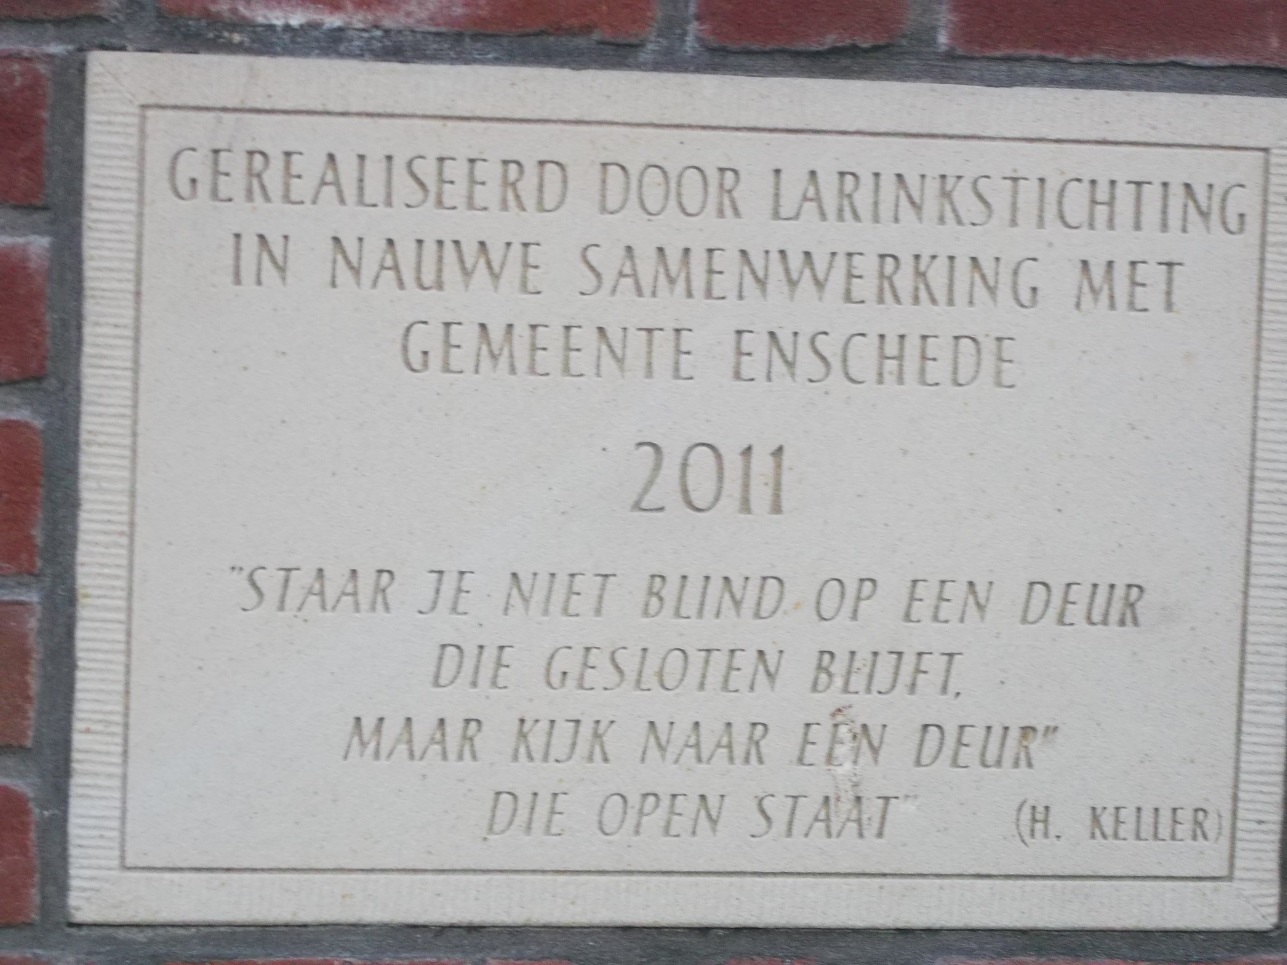 GEREALISEERD DOOR LARINKSTICHTING
IN NAUWE SAMENWERKING MET
GEMEENTE ENSCHEDE
2011
"STAAR JE NIET BLIND OP EEN DEUR
DIE GESLOTEN BLIJFT,
MAAR KIJK NAAR EEN DEUR"
DIE OPEN STAAT" (H. KELLER)